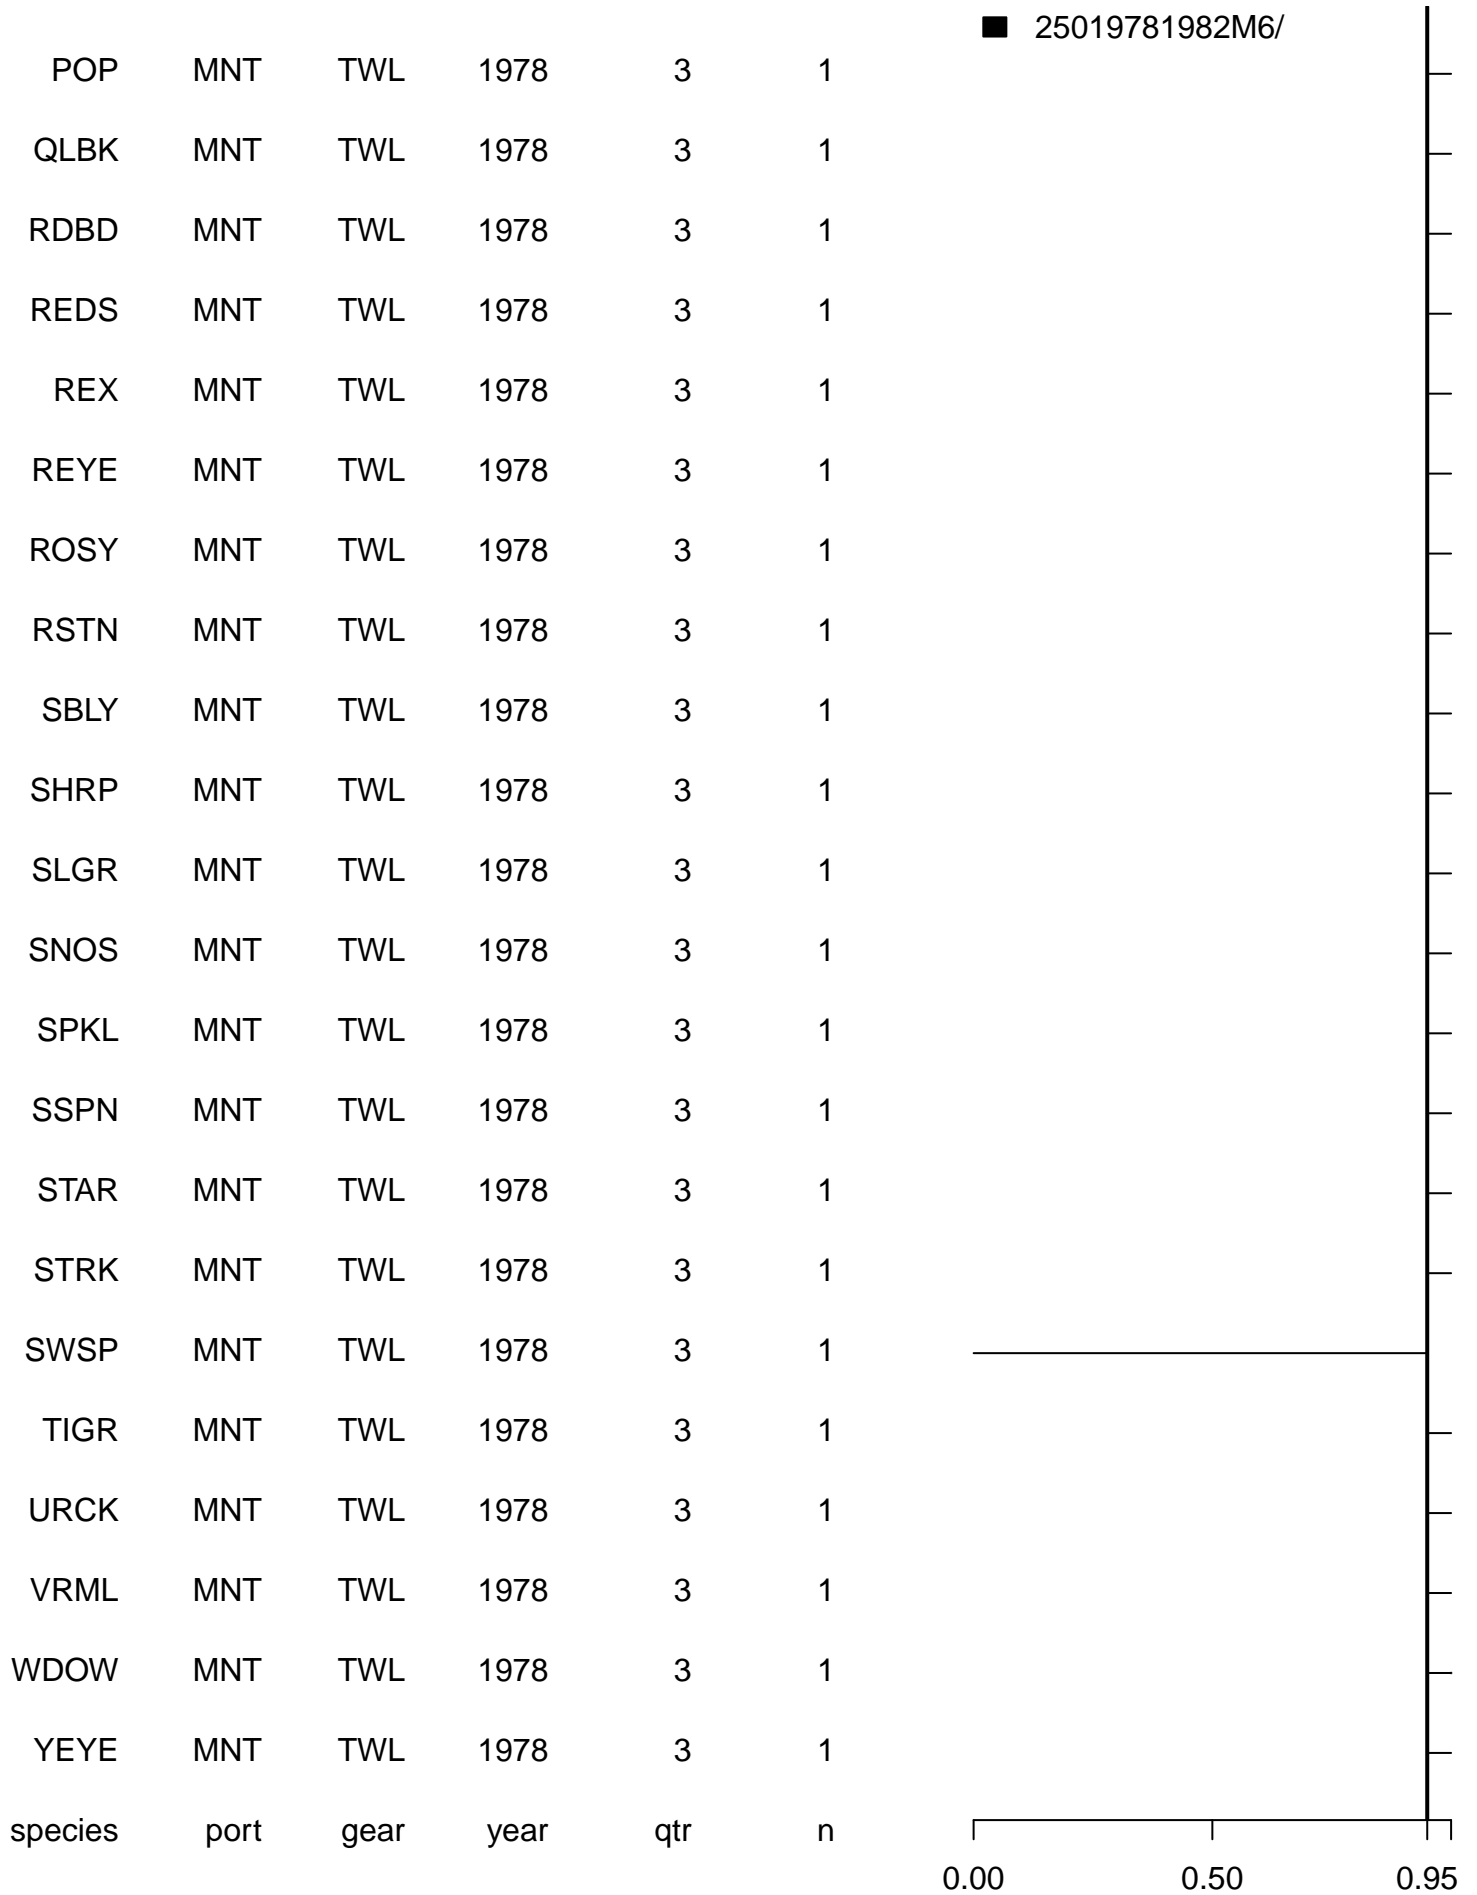 25019781982M6/
POP MNT TWL 1978 3 1
QLBK MNT TWL 1978 3 1
RDBD MNT TWL 1978 3 1
REDS MNT TWL 1978 3 1
REX MNT TWL 1978 3 1
REYE MNT TWL 1978 3 1
ROSY MNT TWL 1978 3 1
RSTN MNT TWL 1978 3 1
SBLY MNT TWL 1978 3 1
SHRP MNT TWL 1978 3 1
SLGR MNT TWL 1978 3 1
SNOS MNT TWL 1978 3 1
SPKL MNT TWL 1978 3 1
SSPN MNT TWL 1978 3 1
STAR MNT TWL 1978 3 1
STRK MNT TWL 1978 3 1
SWSP MNT TWL 1978 3 1
TIGR MNT TWL 1978 3 1
URCK MNT TWL 1978 3 1
VRML MNT TWL 1978 3 1
WDOW MNT TWL 1978 3 1
YEYE MNT TWL 1978 3 1
species port gear year qtr n
0.00 0.50 0.95